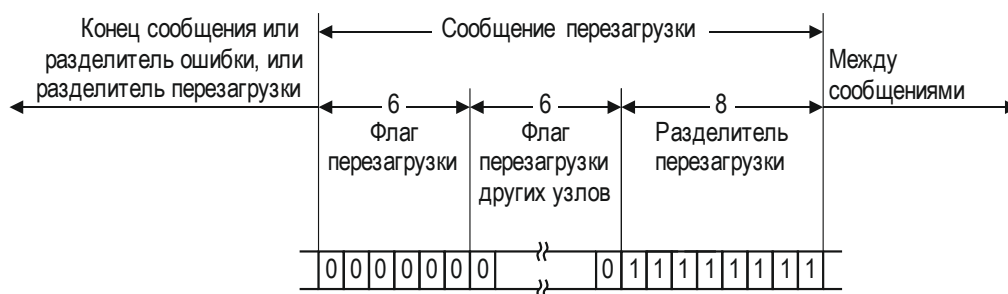 Конец сообщения или
разделитель ошибки, или
разделитель перезагрузки
Сообщение перезагрузки
Между
сообщениями
6
Флаг
перезагрузки
6
Флаг
перезагрузки
других узлов
8
Разделитель
перезагрузки
0 0 0 0 0 0 0 0 1 1 1 1 1 1 1 1